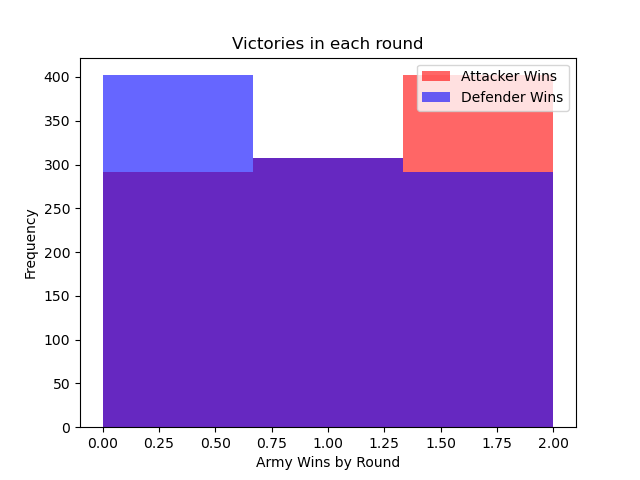 Victories in each round
Attacker Wins
Defender Wins
400
350
300
250
200
150
100
50
0
Frequency
0.00 0.25 0.50 0.75 1.00 1.25 1.50 1.75 2.00
Army Wins by Round